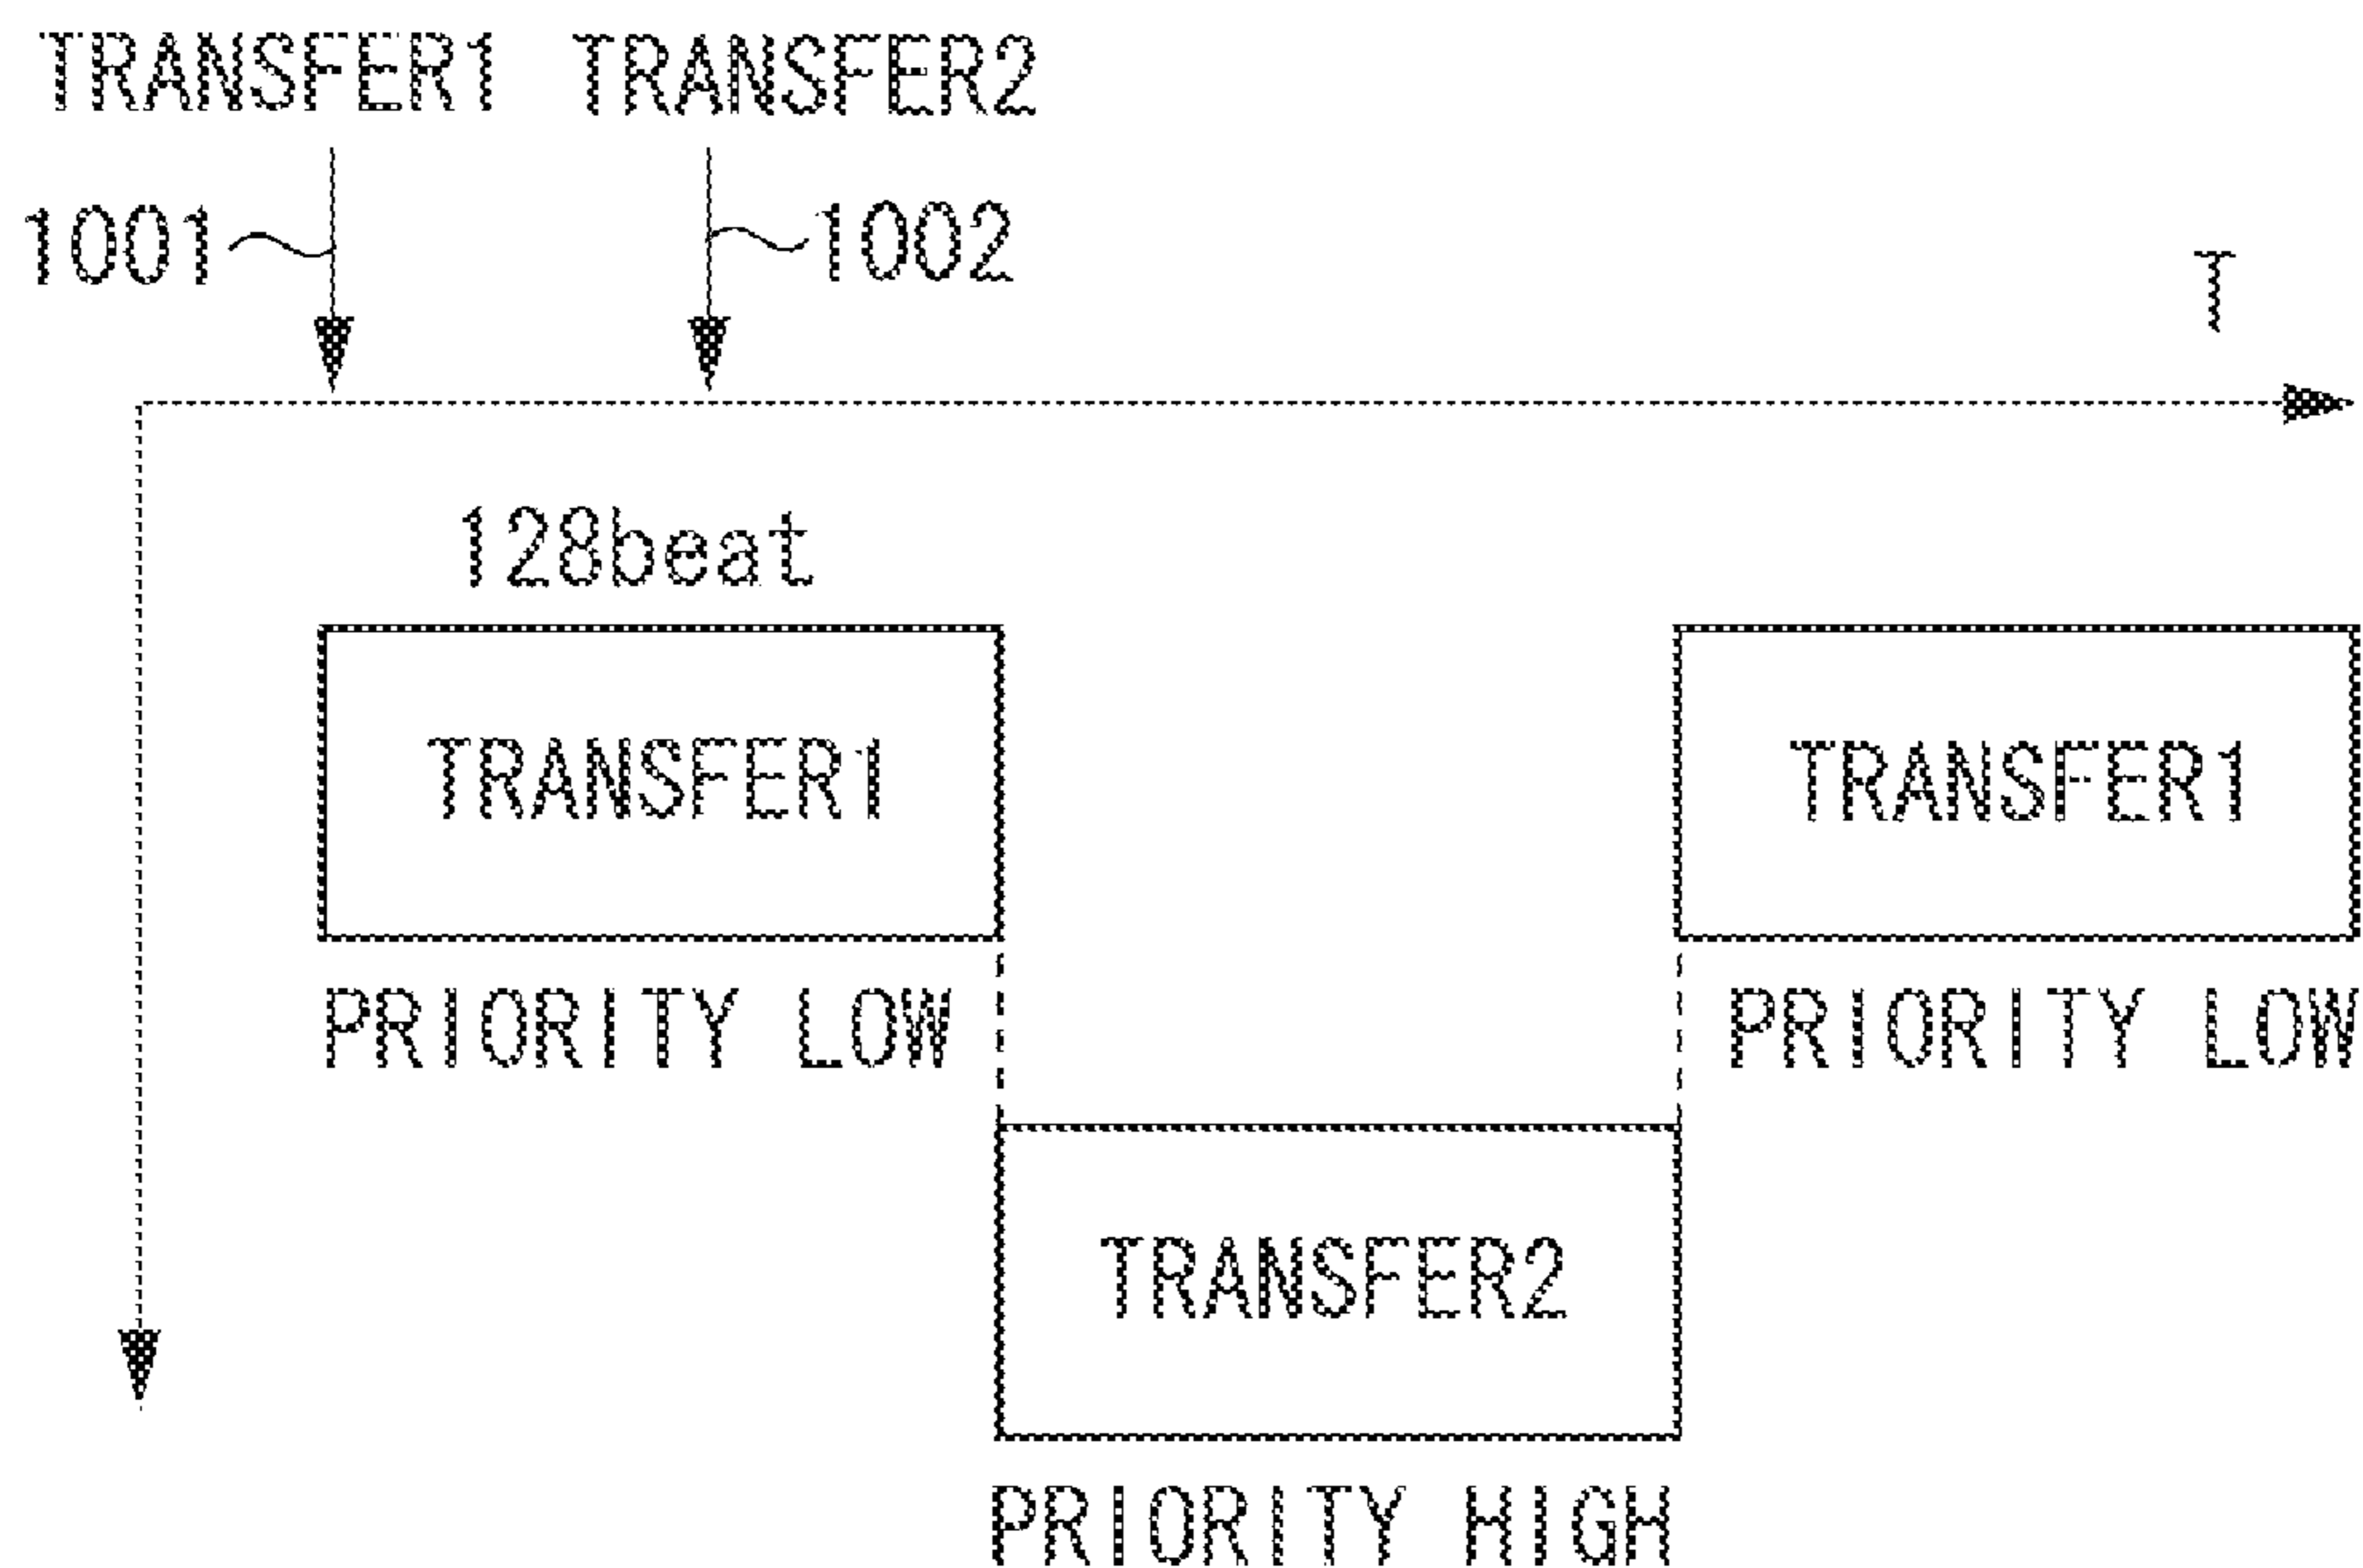 TRANSFER1 TRANSFER2
1001 1002
T
128beat
TRANSFER1 TRANSFER1
PRIORITY LOW PRIORITY LOW
TRANSFER2
PRIORITY HIGH